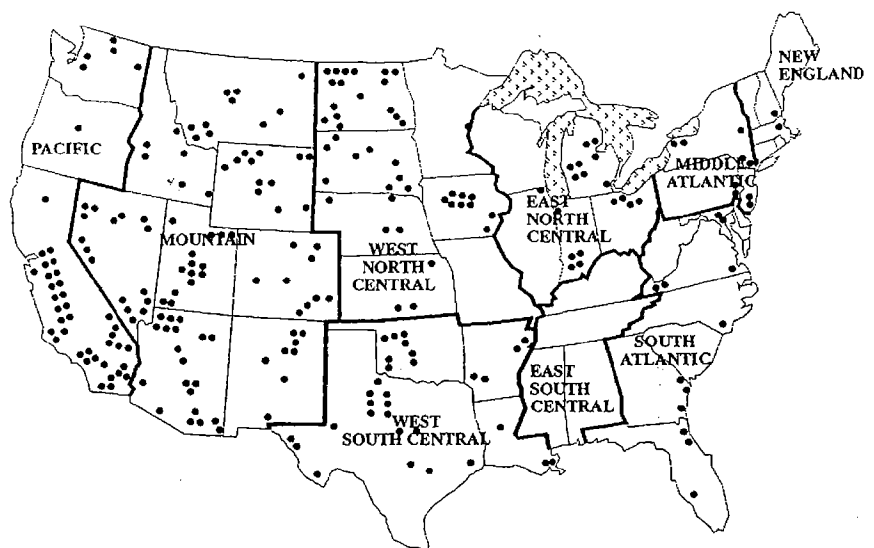 NEW
ENGLAND
PACIFIC
MIDDLE
ATLANTIC
EAST
NORTH
CENTRAL
MOUNTAIN
WEST
NORTH
CENTRAL
SOUTH
ATLANTIC
EAST
SOUTH
CENTRAL
WEST
SOUTH CENTRAL